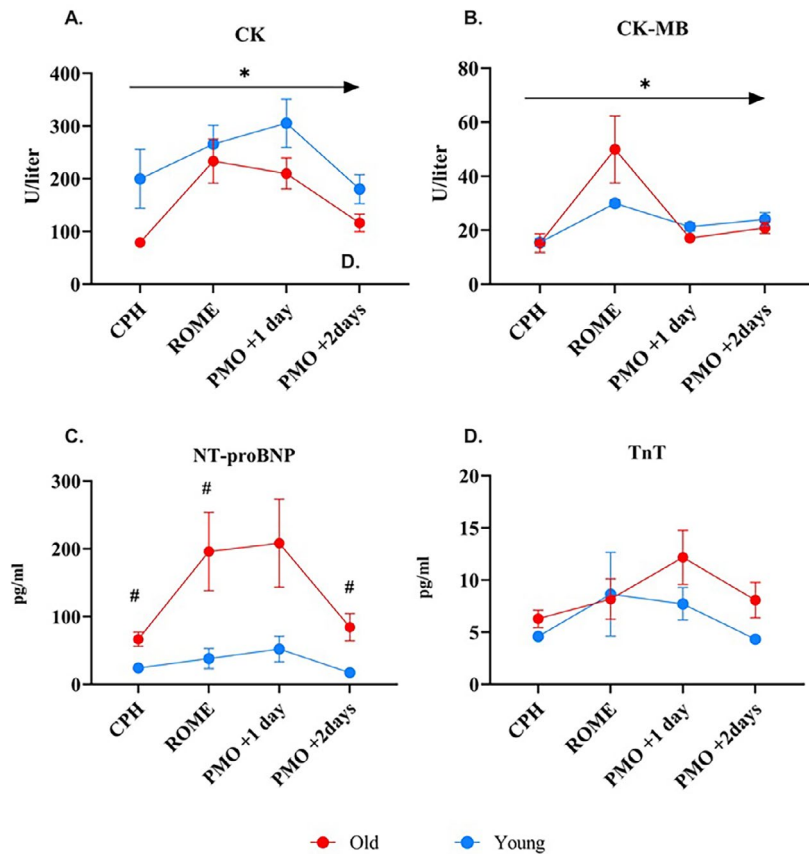 A.
CK
U/liter
400
300
200
100
0
*
D.
CPH
ROME
PMO +1 day
PMO +2days
B.
CK-MB
U/liter
80
60
40
20
0
*
CPH
ROME
PMO +1 day
PMO +2days
C.
NT-proBNP
pg/ml
300
200
100
0
#
#
#
CPH
ROME
PMO +1 day
PMO +2days
D.
TnT
pg/ml
20
15
10
5
0
CPH
ROME
PMO +1 day
PMO +2days
Old
Young